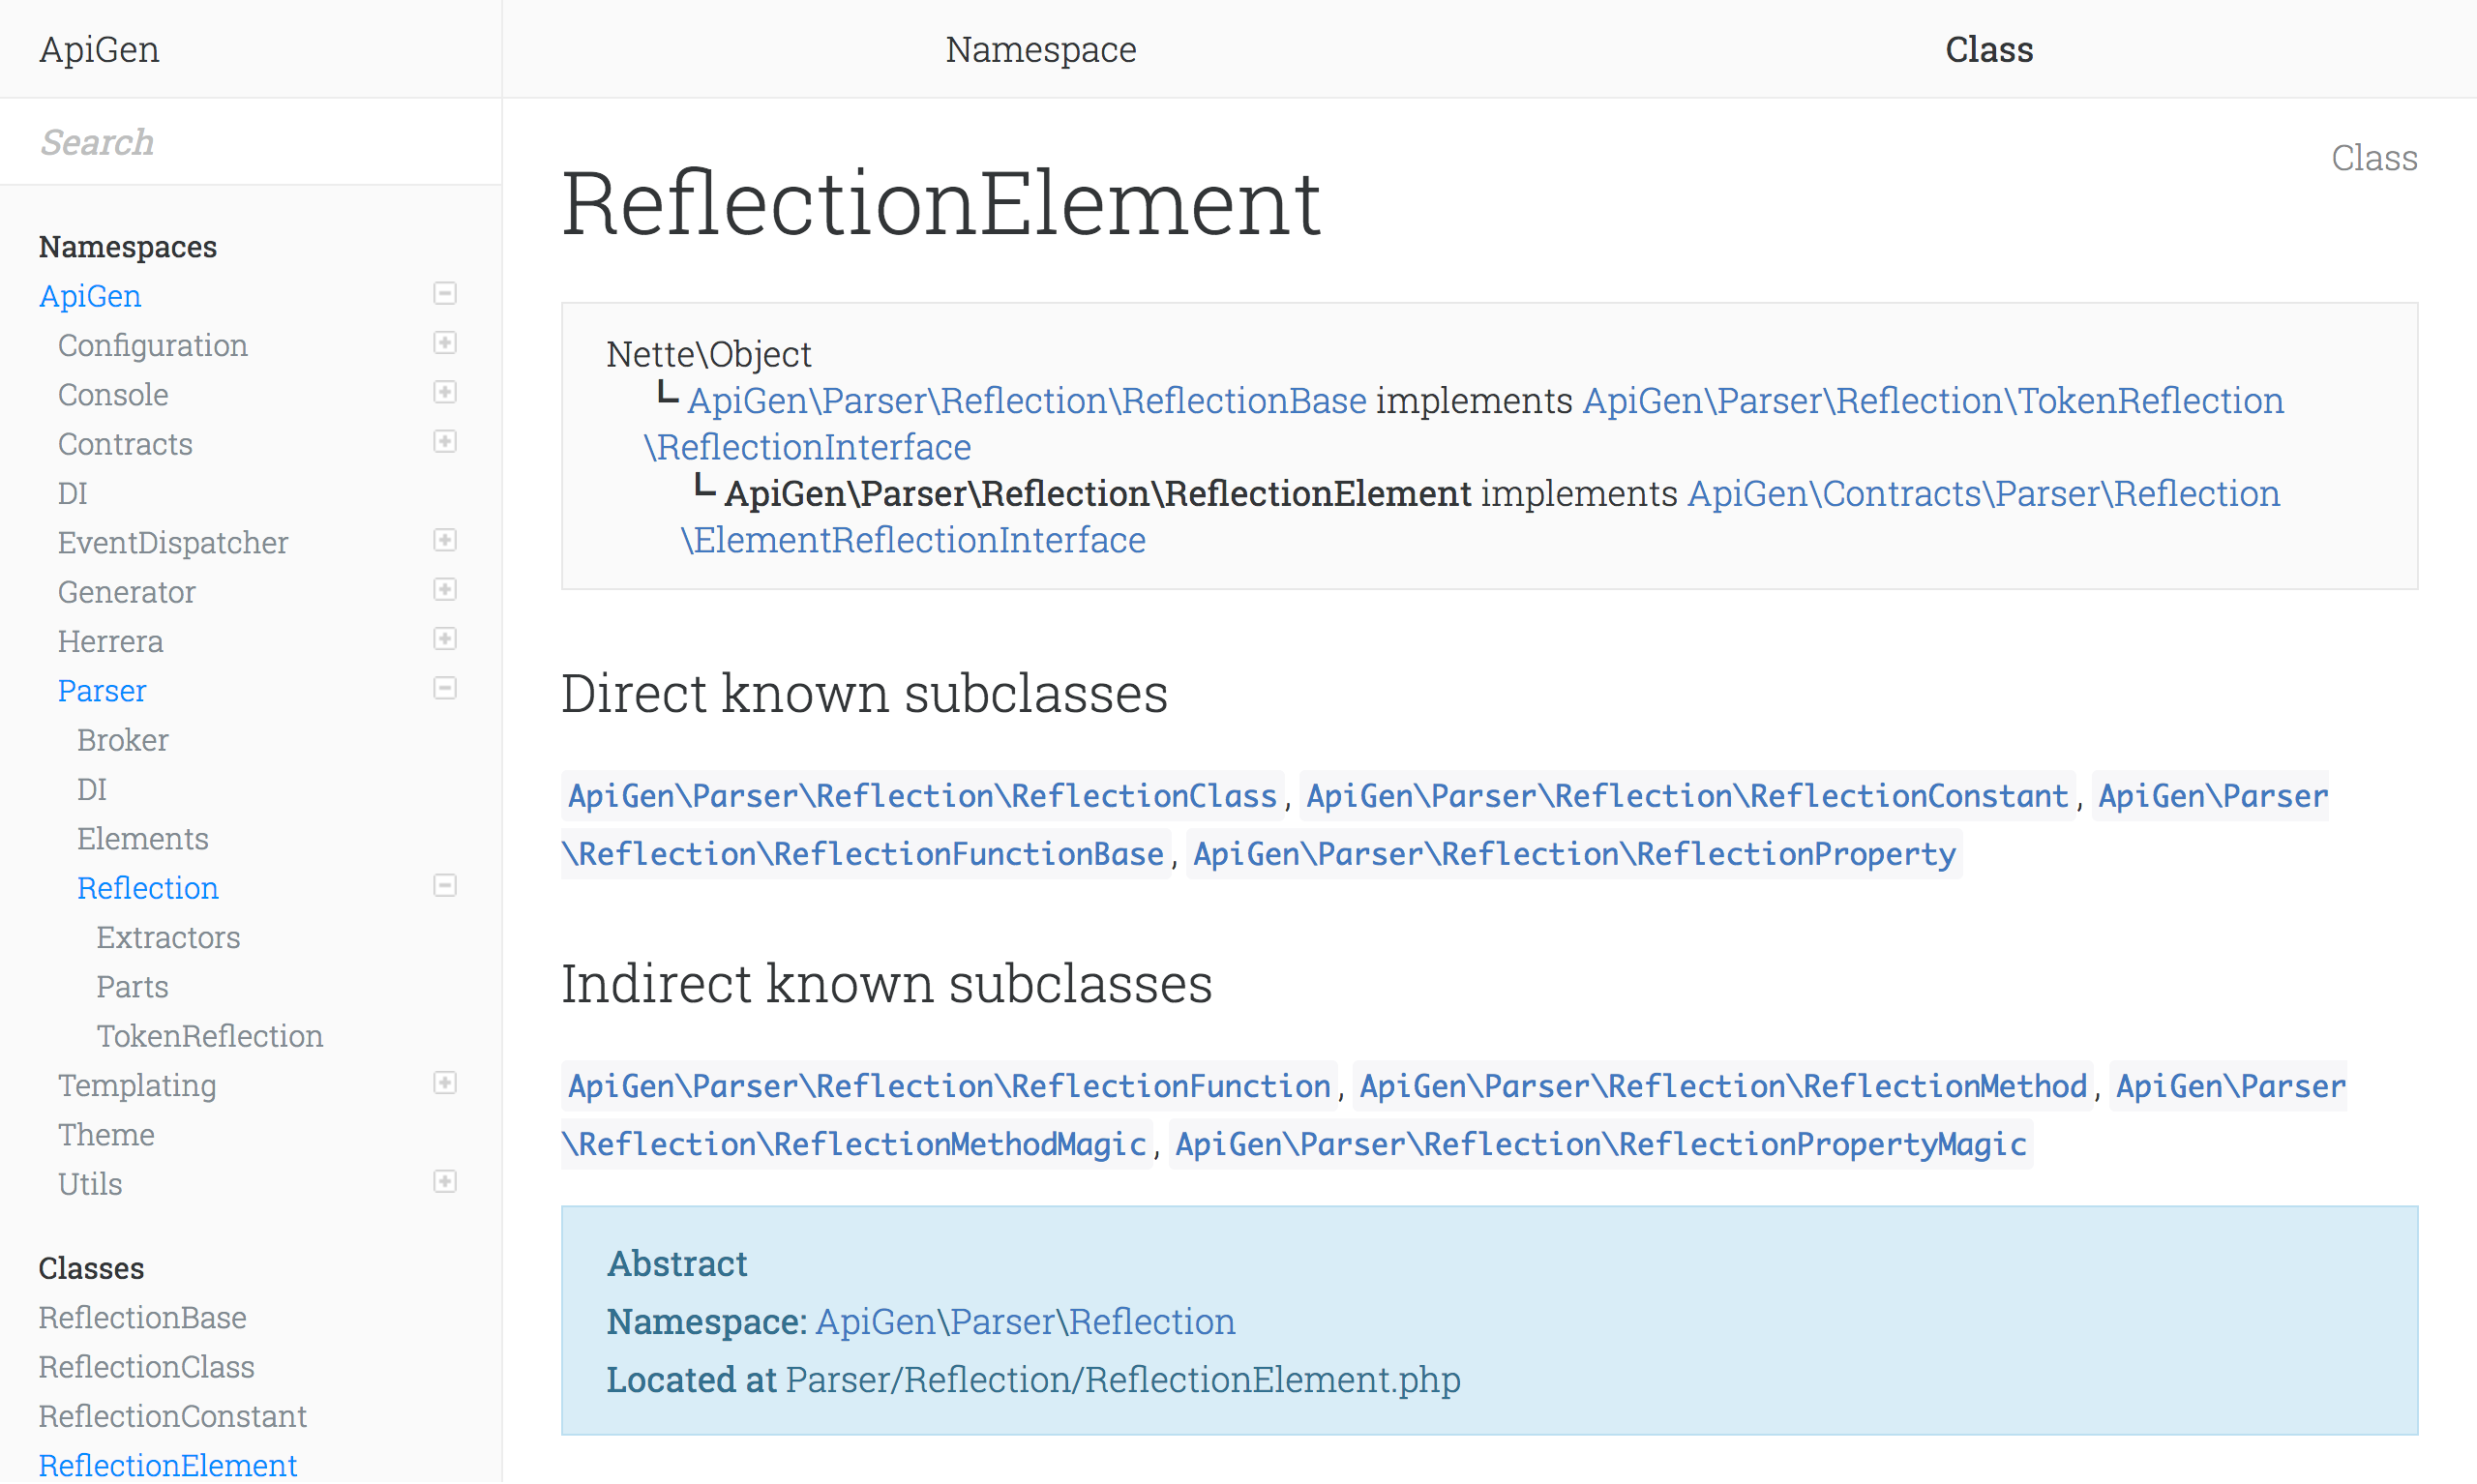 ApiGen
Namespace
Class
Search
Namespaces
ApiGen
Configuration
Console
Contracts
DI
EventDispatcher
Generator
Herrera
Parser
Broker
DI
Elements
Reflection
Extractors
Parts
TokenReflection
Templating
Theme
Utils
Classes
ReflectionBase
ReflectionClass
ReflectionConstant
ReflectionElement
Class
ReflectionElement
Nette\Object
ApiGen\Parser\Reflection\ReflectionBase implements ApiGen\Parser\Reflection\TokenReflection
\ReflectionInterface
ApiGen\Parser\Reflection\ReflectionElement implements ApiGen\Contracts\Parser\Reflection
\ElementReflectionInterface
Direct known subclasses
ApiGen\Parser\Reflection\ReflectionClass, ApiGen\Parser\Reflection\ReflectionConstant, ApiGen\Parser
\Reflection\ReflectionFunctionBase, ApiGen\Parser\Reflection\ReflectionProperty
Indirect known subclasses
ApiGen\Parser\Reflection\ReflectionFunction, ApiGen\Parser\Reflection\ReflectionMethod, ApiGen\Parser
\Reflection\ReflectionMethodMagic, ApiGen\Parser\Reflection\ReflectionPropertyMagic
Abstract
Namespace: ApiGen\Parser\Reflection
Located at Parser/Reflection/ReflectionElement.php